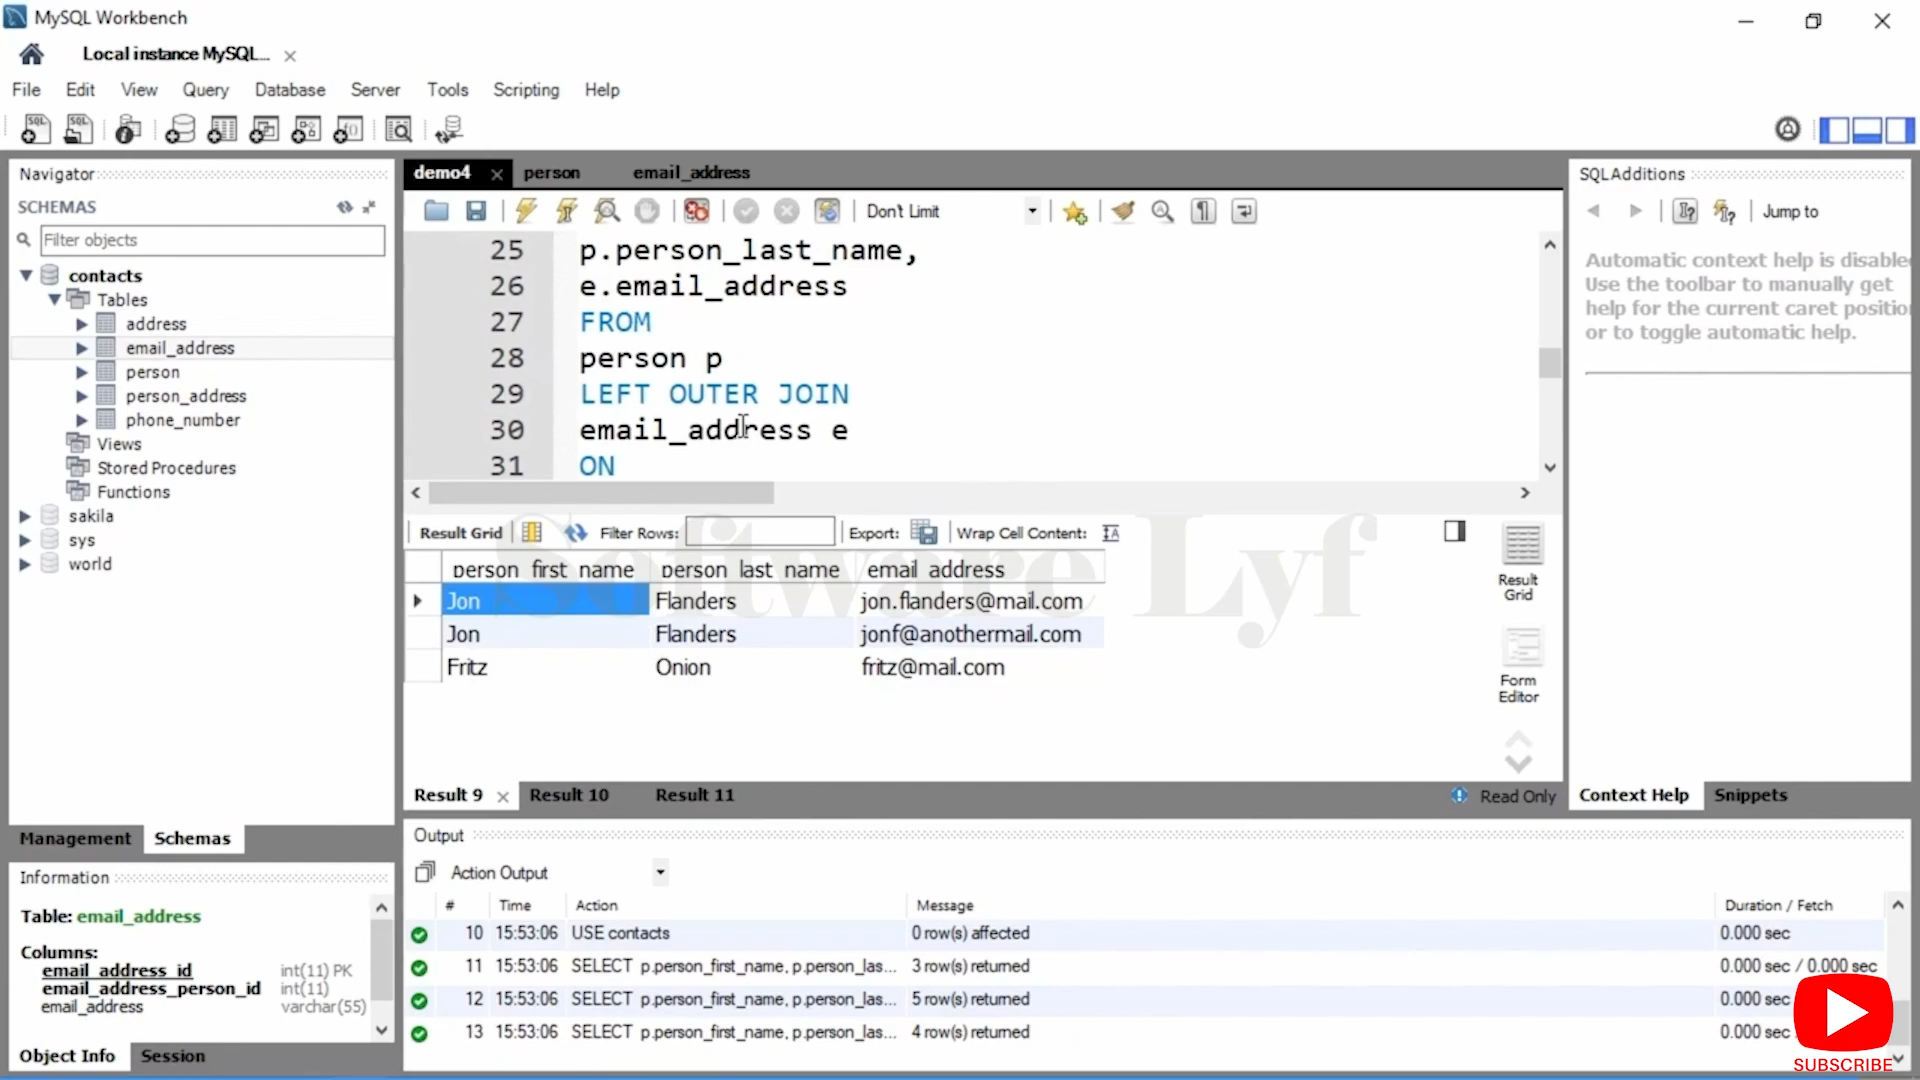 MySQL Workbench
Local instance MySQL...
File Edit View Query Database Server Tools Scripting Help
SQL SQL
Navigator
SCHEMAS
Filter objects
contacts
Tables
address
email_address
person
person_address
phone_number
Views
Stored Procedures
Functions
sakila
sys
world
Management Schemas
Information
Table: email_address
Columns:
email_address_id int(11) PK
email_address_person_id int(11)
email_address varchar(55)
Object Info Session
demo4 person email_address
Don't Limit
25 p.person_last_name,
26 e.email_address
27 FROM
28 person p
29 LEFT OUTER JOIN
30 email_address e
31 ON
Result Grid Filter Rows: Export: Wrap Cell Content:
Software Lyf
person_first_name person_last_name email_address
Jon Flanders jon.flanders@mail.com
Jon Flanders jonf@anothermail.com
Fritz Onion fritz@mail.com
Result Grid
Form Editor
Result 9 Result 10 Result 11 Read Only
Output
Action Output
# Time Action Message Duration / Fetch
10 15:53:06 USE contacts 0 row(s) affected 0.000 sec
11 15:53:06 SELECT p.person_first_name, p.person_las... 3 row(s) returned 0.000 sec / 0.000 sec
12 15:53:06 SELECT p.person_first_name, p.person_las... 5 row(s) returned 0.000 sec
13 15:53:06 SELECT p.person_first_name, p.person_las... 4 row(s) returned 0.000 sec
SQLAdditions
Jump to
Automatic context help is disable
Use the toolbar to manually get
help for the current caret positio
or to toggle automatic help.
Context Help Snippets
SUBSCRIBE